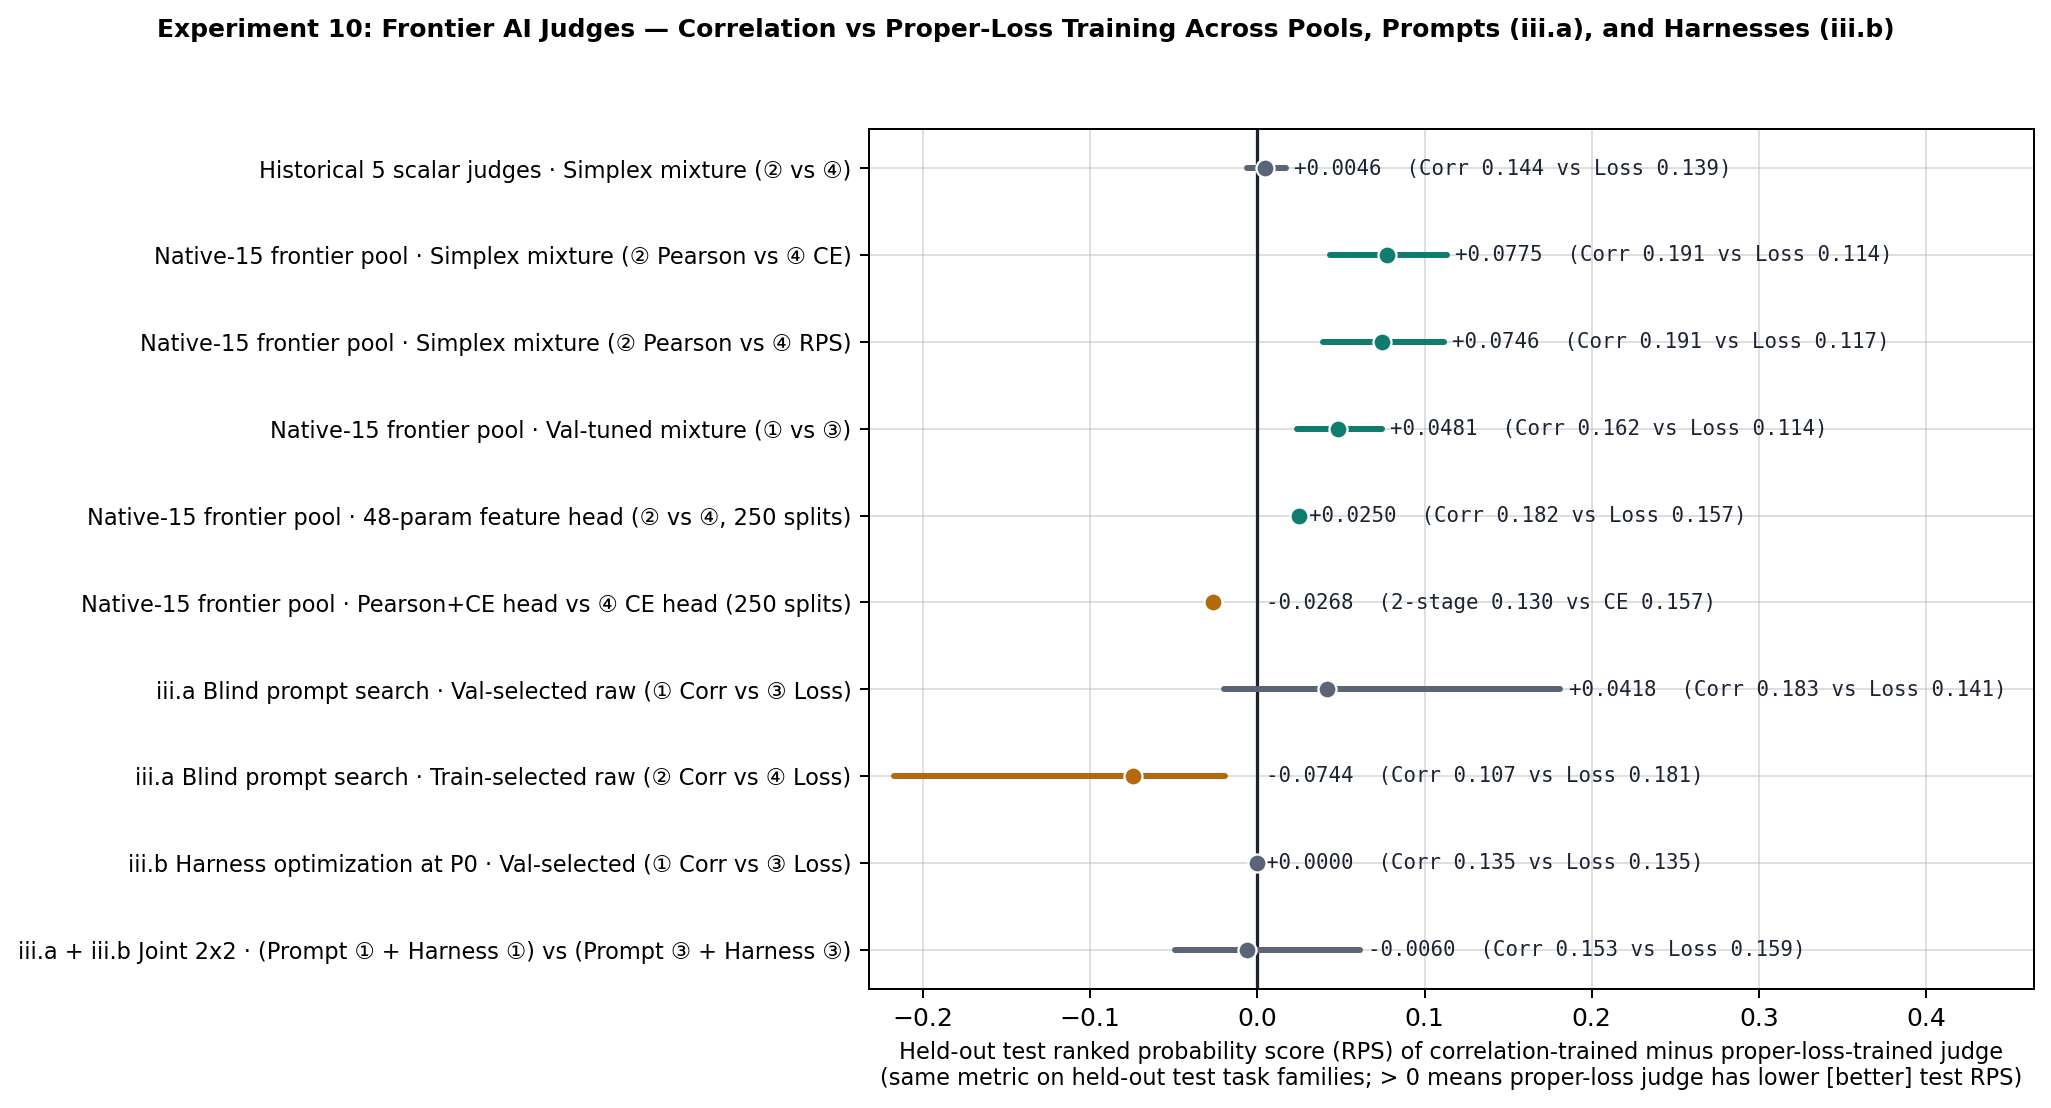 Experiment 10: Frontier AI Judges — Correlation vs Proper-Loss Training Across Pools, Prompts (iii.a), and Harnesses (iii.b)
Historical 5 scalar judges · Simplex mixture (② vs ④)
+0.0046 (Corr 0.144 vs Loss 0.139)
Native-15 frontier pool · Simplex mixture (② Pearson vs ④ CE)
+0.0775 (Corr 0.191 vs Loss 0.114)
Native-15 frontier pool · Simplex mixture (② Pearson vs ④ RPS)
+0.0746 (Corr 0.191 vs Loss 0.117)
Native-15 frontier pool · Val-tuned mixture (① vs ③)
+0.0481 (Corr 0.162 vs Loss 0.114)
Native-15 frontier pool · 48-param feature head (② vs ④, 250 splits)
+0.0250 (Corr 0.182 vs Loss 0.157)
Native-15 frontier pool · Pearson+CE head vs ④ CE head (250 splits)
-0.0268 (2-stage 0.130 vs CE 0.157)
iii.a Blind prompt search · Val-selected raw (① Corr vs ③ Loss)
+0.0418 (Corr 0.183 vs Loss 0.141)
iii.a Blind prompt search · Train-selected raw (② Corr vs ④ Loss)
-0.0744 (Corr 0.107 vs Loss 0.181)
iii.b Harness optimization at P0 · Val-selected (① Corr vs ③ Loss)
+0.0000 (Corr 0.135 vs Loss 0.135)
iii.a + iii.b Joint 2x2 · (Prompt ① + Harness ①) vs (Prompt ③ + Harness ③)
-0.0060 (Corr 0.153 vs Loss 0.159)
−0.2 −0.1 0.0 0.1 0.2 0.3 0.4
Held-out test ranked probability score (RPS) of correlation-trained minus proper-loss-trained judge
(same metric on held-out test task families; > 0 means proper-loss judge has lower [better] test RPS)